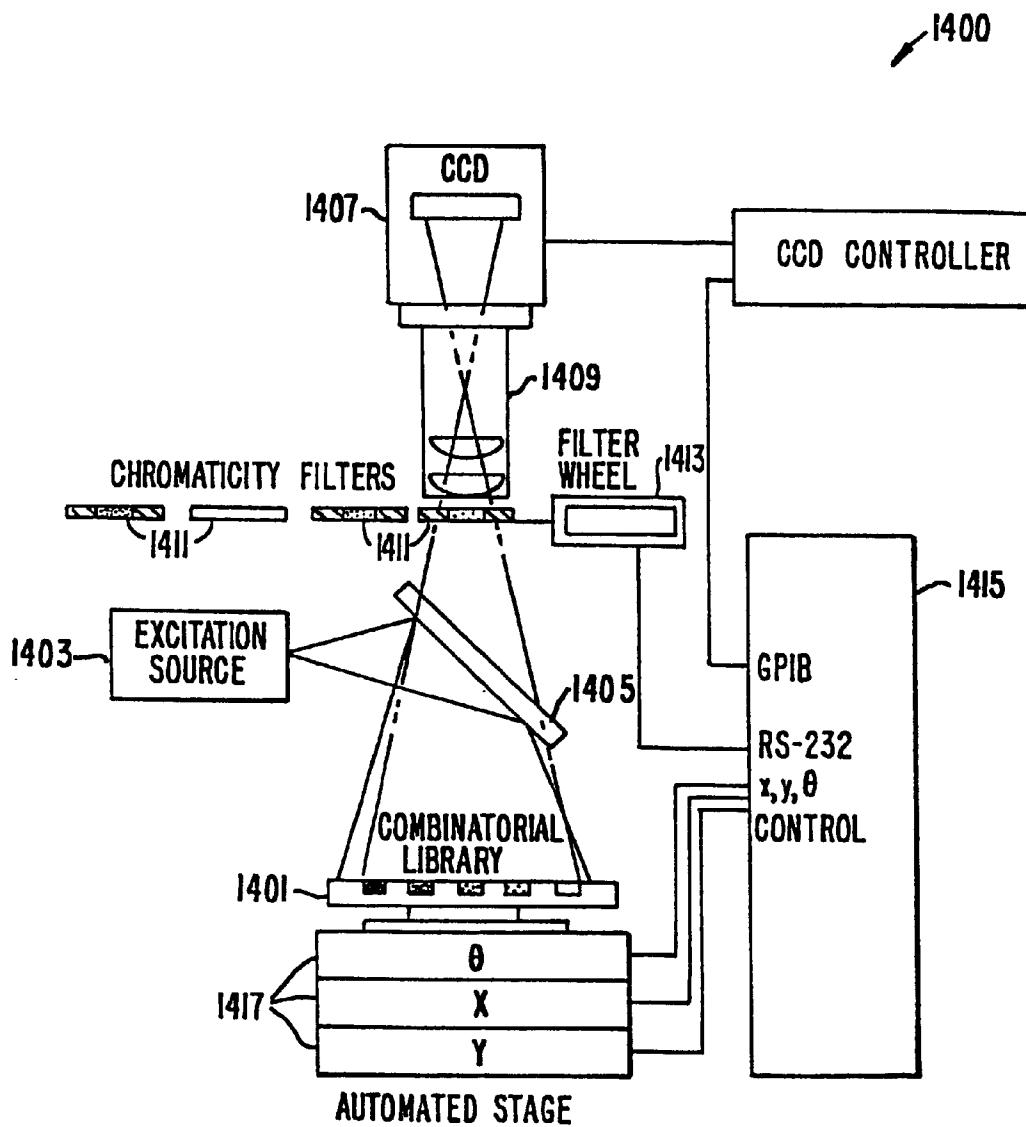 1400
CCD
1407
CCD CONTROLLER
1409
FILTER
WHEEL
1413
CHROMATICITY FILTERS
1411
1411
1415
EXCITATION
SOURCE
1403
GPIB
1405
RS-232
x, y, θ
CONTROL
COMBINATORIAL
LIBRARY
1401
θ
X
1417
Y
AUTOMATED STAGE